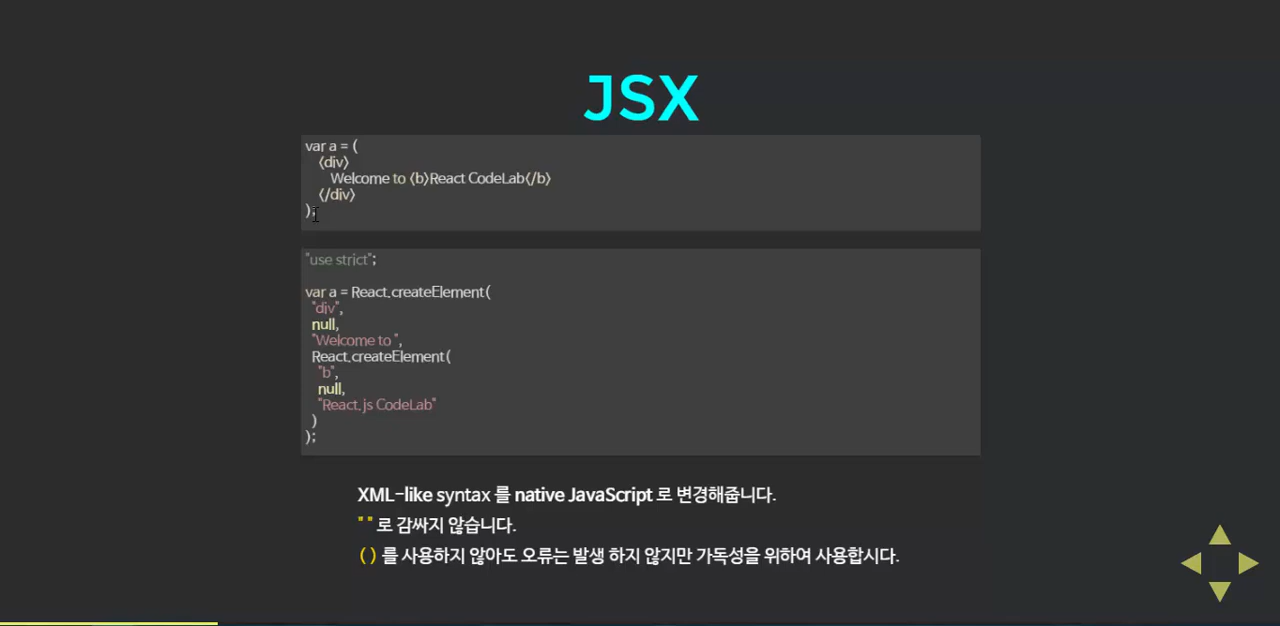 JSX
var a = (
<div>
Welcome to <b>React CodeLab</b>
</div>
);
"use strict";
var a = React.createElement(
"div",
null,
"Welcome to ",
React.createElement(
"b",
null,
"React.js CodeLab"
)
);
XML-like syntax 를 native JavaScript 로 변경해줍니다.
" " 로 감싸지 않습니다.
( ) 를 사용하지 않아도 오류는 발생 하지 않지만 가독성을 위하여 사용합시다.